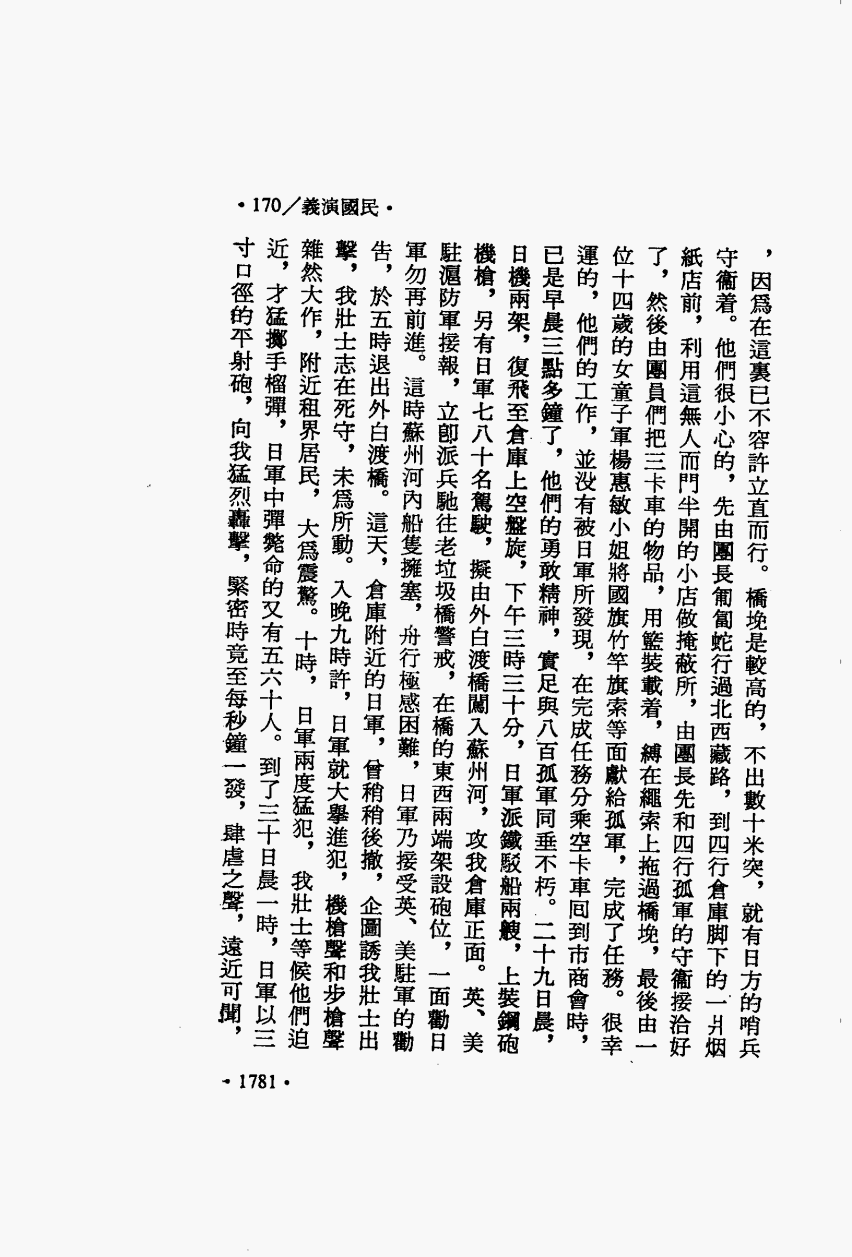 •170／義演國民•
，因爲在這裏已不容許立直而行。橋堍是較高的，不出數十米突，就有日方的哨兵
守衞着。他們很小心的，先由團長匍匐蛇行過北西藏路，到四行倉庫脚下的一爿烟
紙店前，利用這無人而門半開的小店做掩蔽所，由團長先和四行孤軍的守衞接洽好
了，然後由團員們把三卡車的物品，用籃裝載着，縛在繩索上拖過橋堍，最後由一
位十四歲的女童子軍楊惠敏小姐將國旗竹竿旗索等面獻給孤軍，完成了任務。很幸
運的，他們的工作，並没有被日軍所發現，在完成任務分乘空卡車囘到市商會時，
已是早晨三點多鐘了，他們的勇敢精神，實足與八百孤軍同垂不朽。二十九日晨，
日機兩架，復飛至倉庫上空盤旋，下午三時三十分，日軍派鐵駁船兩艘，上裝鋼砲
機槍，另有日軍七八十名駕駛，擬由外白渡橋闖入蘇州河，攻我倉庫正面。英、美
駐滬防軍接報，立卽派兵馳往老垃圾橋警戒，在橋的東西兩端架設砲位，一面勸日
軍勿再前進。這時蘇州河內船隻擁塞，舟行極感困難，日軍乃接受英、美駐軍的勸
告，於五時退出外白渡橋。這天，倉庫附近的日軍，曾稍稍後撤，企圖誘我壯士出
擊，我壯士志在死守，未爲所動。入晚九時許，日軍就大舉進犯，機槍聲和步槍聲
雜然大作，附近租界居民，大爲震驚。十時，日軍兩度猛犯，我壯士等候他們迫
近，才猛擲手榴彈，日軍中彈斃命的又有五六十人。到了三十日晨一時，日軍以三
寸口徑的平射砲，向我猛烈轟擊，緊密時竟至每秒鐘一發，肆虐之聲，遠近可聞，
•1781•